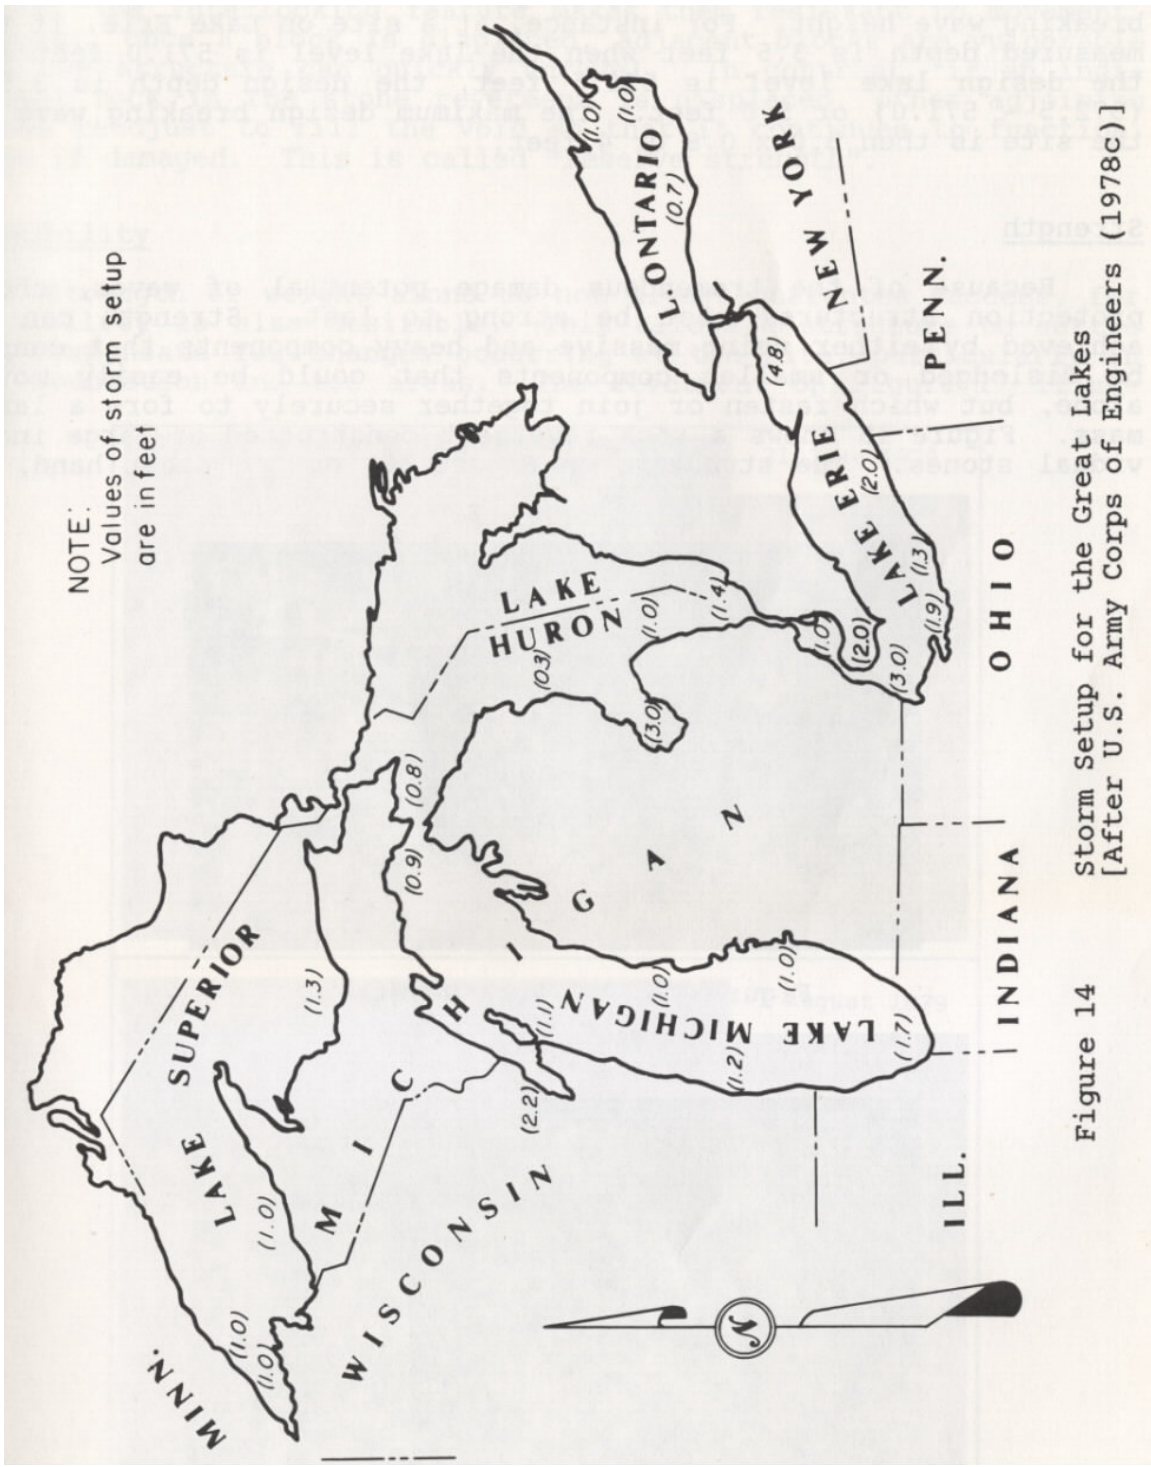 NOTE:
Values of storm setup
are in feet
MINN.
WISCONSIN
MICHIGAN
ILL.
INDIANA
OHIO
PENN.
NEW YORK
LAKE SUPERIOR
(1.0)
(1.0)
(1.0)
(1.3)
LAKE MICHIGAN
(0.9)
(2.2)
(1.1)
(1.2)
(1.0)
(1.0)
(1.7)
LAKE
HURON
(0.8)
(0.3)
(3.0)
(1.0)
(1.4)
LAKE ERIE
(1.0)
(2.0)
(3.0)
(1.9)
(1.3)
(2.0)
(4.8)
ONTARIO
(0.7)
(1.0)
(1.0)
N
Figure 14
Storm Setup for the Great Lakes
[After U.S. Army Corps of Engineers (1978c)]